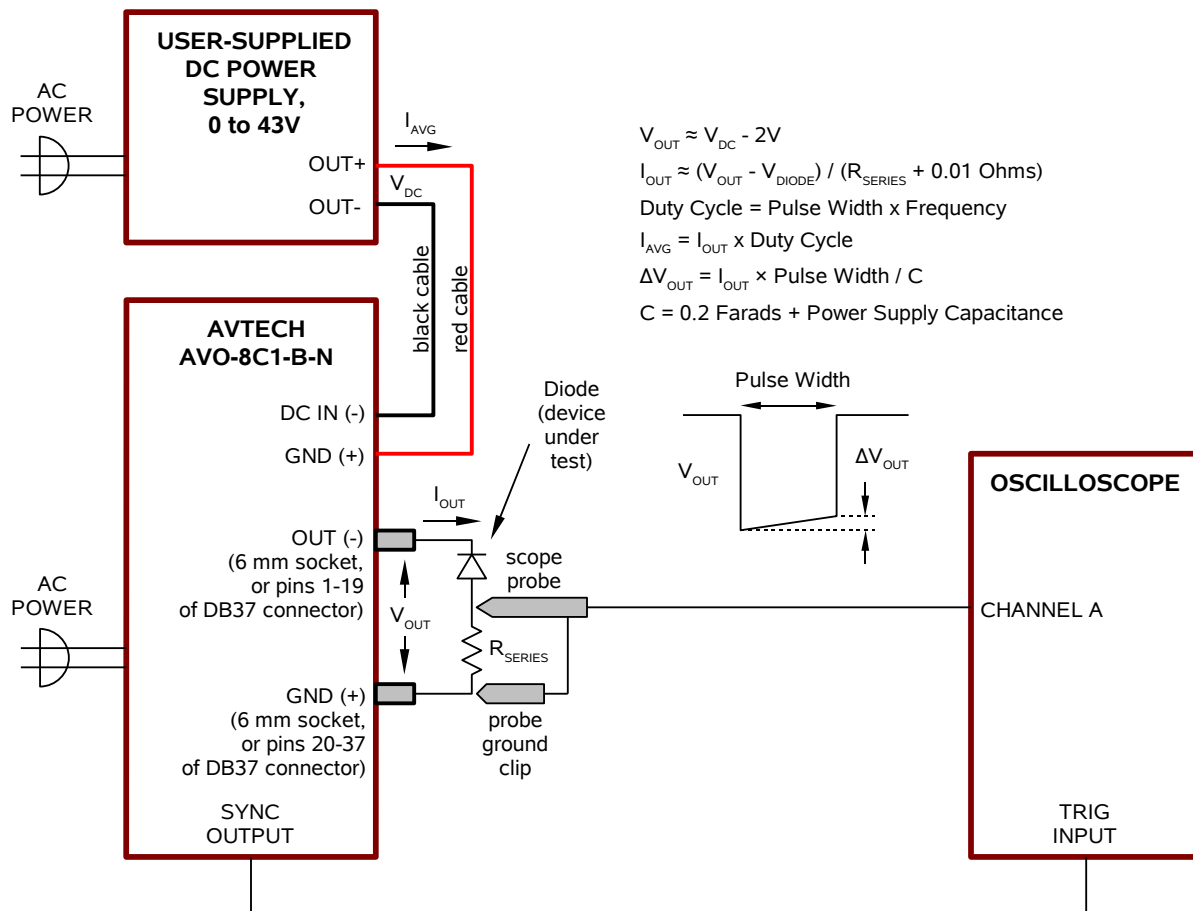 USER-SUPPLIED
DC POWER
SUPPLY,
0 to 43V
AC
POWER
OUT+
OUT-
I_AVG
V_DC
black cable
red cable
V_OUT ≈ V_DC - 2V
I_OUT ≈ (V_OUT - V_DIODE) / (R_SERIES + 0.01 Ohms)
Duty Cycle = Pulse Width x Frequency
I_AVG = I_OUT x Duty Cycle
ΔV_OUT = I_OUT × Pulse Width / C
C = 0.2 Farads + Power Supply Capacitance
AVTECH
AVO-8C1-B-N
DC IN (-)
GND (+)
Diode
(device
under
test)
Pulse Width
V_OUT
ΔV_OUT
I_OUT
OUT (-)
(6 mm socket,
or pins 1-19
of DB37 connector)
AC
POWER
V_OUT
scope
probe
R_SERIES
GND (+)
(6 mm socket,
or pins 20-37
of DB37 connector)
probe
ground
clip
SYNC
OUTPUT
OSCILLOSCOPE
CHANNEL A
TRIG
INPUT